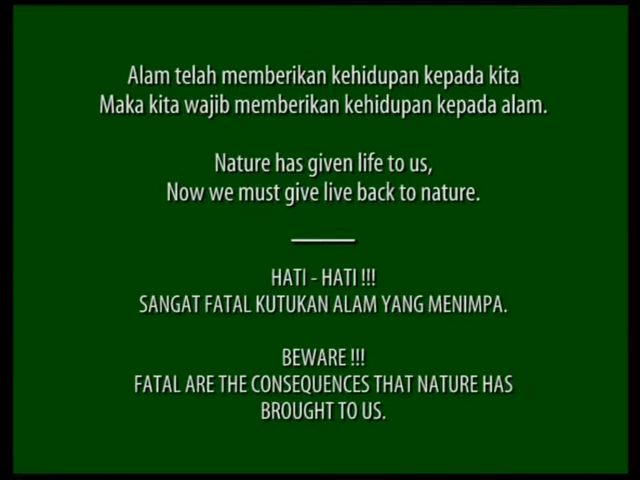 Alam telah memberikan kehidupan kepada kita
Maka kita wajib memberikan kehidupan kepada alam.
Nature has given life to us,
Now we must give live back to nature.
HATI - HATI !!!
SANGAT FATAL KUTUKAN ALAM YANG MENIMPA.
BEWARE !!!
FATAL ARE THE CONSEQUENCES THAT NATURE HAS
BROUGHT TO US.